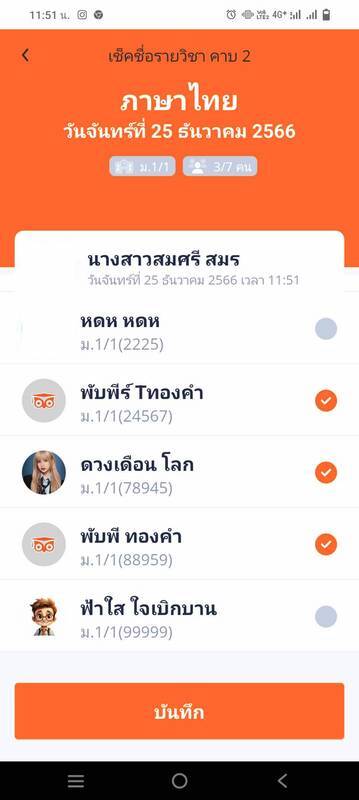 11:51 น.
4G+
เช็คชื่อรายวิชา คาบ 2
ภาษาไทย
วันจันทร์ที่ 25 ธันวาคม 2566
ม.1/1 3/7 คน
นางสาวสมศรี สมร
วันจันทร์ที่ 25 ธันวาคม 2566 เวลา 11:51
หดห หดห
ม.1/1(2225)
พับพีร์ Tทองคำ
ม.1/1(24567)
ดวงเดือน โลก
ม.1/1(78945)
พับพี ทองคำ
ม.1/1(88959)
ฟ้าใส ใจเบิกบาน
ม.1/1(99999)
บันทึก